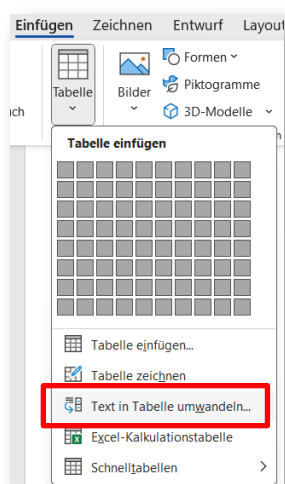 Einfügen Zeichnen Entwurf Layout
Formen
Piktogramme
3D-Modelle
Tabelle
Bilder
Tabelle einfügen
Tabelle einfügen...
Tabelle zeichnen
Text in Tabelle umwandeln...
Excel-Kalkulationstabelle
Schnelltabellen